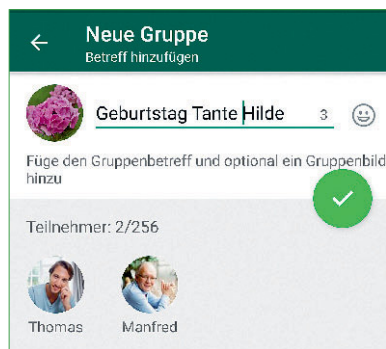 Neue Gruppe
Betreff hinzufügen
Geburtstag Tante Hilde 3
Füge den Gruppenbetreff und optional ein Gruppenbild
hinzu
Teilnehmer: 2/256
Thomas Manfred